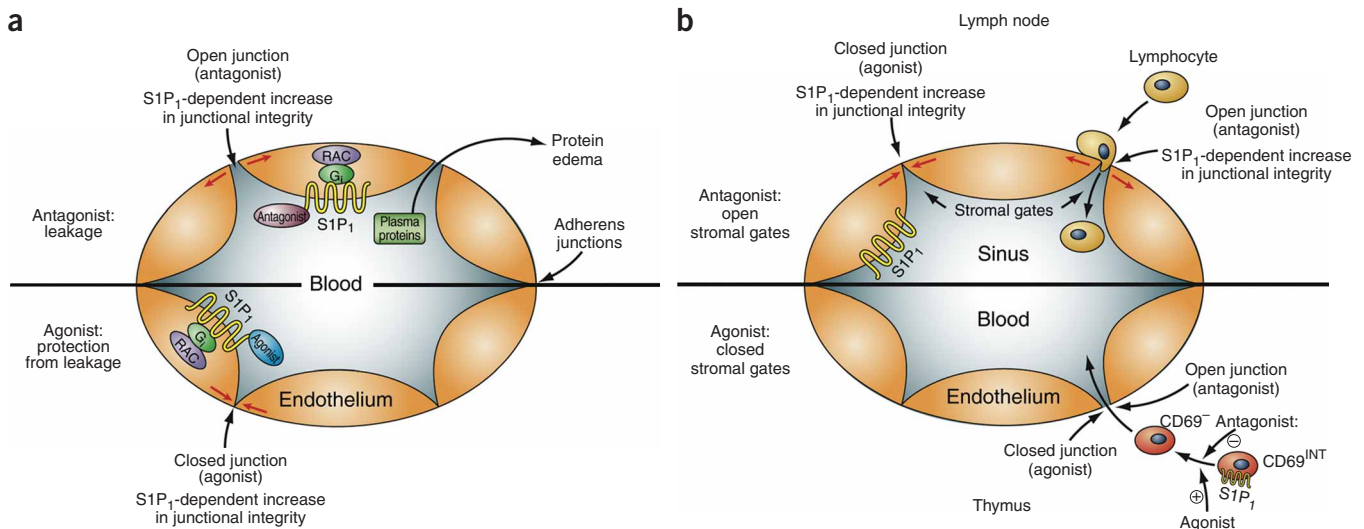 a
Open junction
(antagonist)
S1P1-dependent increase
in junctional integrity
RAC
Gi
Antagonist
S1P1
Plasma
proteins
Protein
edema
Antagonist:
leakage
Adherens
junctions
Blood
Agonist:
protection
from leakage
S1P1
Gi
RAC
Agonist
Endothelium
Closed junction
(agonist)
S1P1-dependent increase
in junctional integrity
b
Lymph node
Closed junction
(agonist)
S1P1-dependent increase
in junctional integrity
Lymphocyte
Open junction
(antagonist)
S1P1-dependent increase
in junctional integrity
Antagonist:
open
stromal gates
Stromal gates
S1P1
Sinus
Blood
Agonist:
closed
stromal gates
Endothelium
Open junction
(antagonist)
Closed junction
(agonist)
CD69– Antagonist:
⊖
CD69INT
S1P1
⊕
Agonist
Thymus